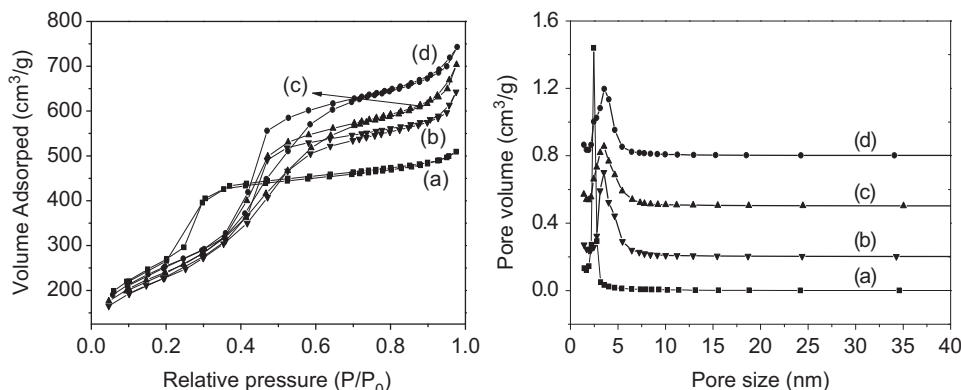 Volume Adsorped (cm³/g)
800
700
600
500
400
300
200
(d)
(c)
(b)
(a)
0.0 0.2 0.4 0.6 0.8 1.0
Relative pressure (P/P₀)
Pore volume (cm³/g)
1.6
1.2
0.8
0.4
0.0
(d)
(c)
(b)
(a)
0 5 10 15 20 25 30 35 40
Pore size (nm)